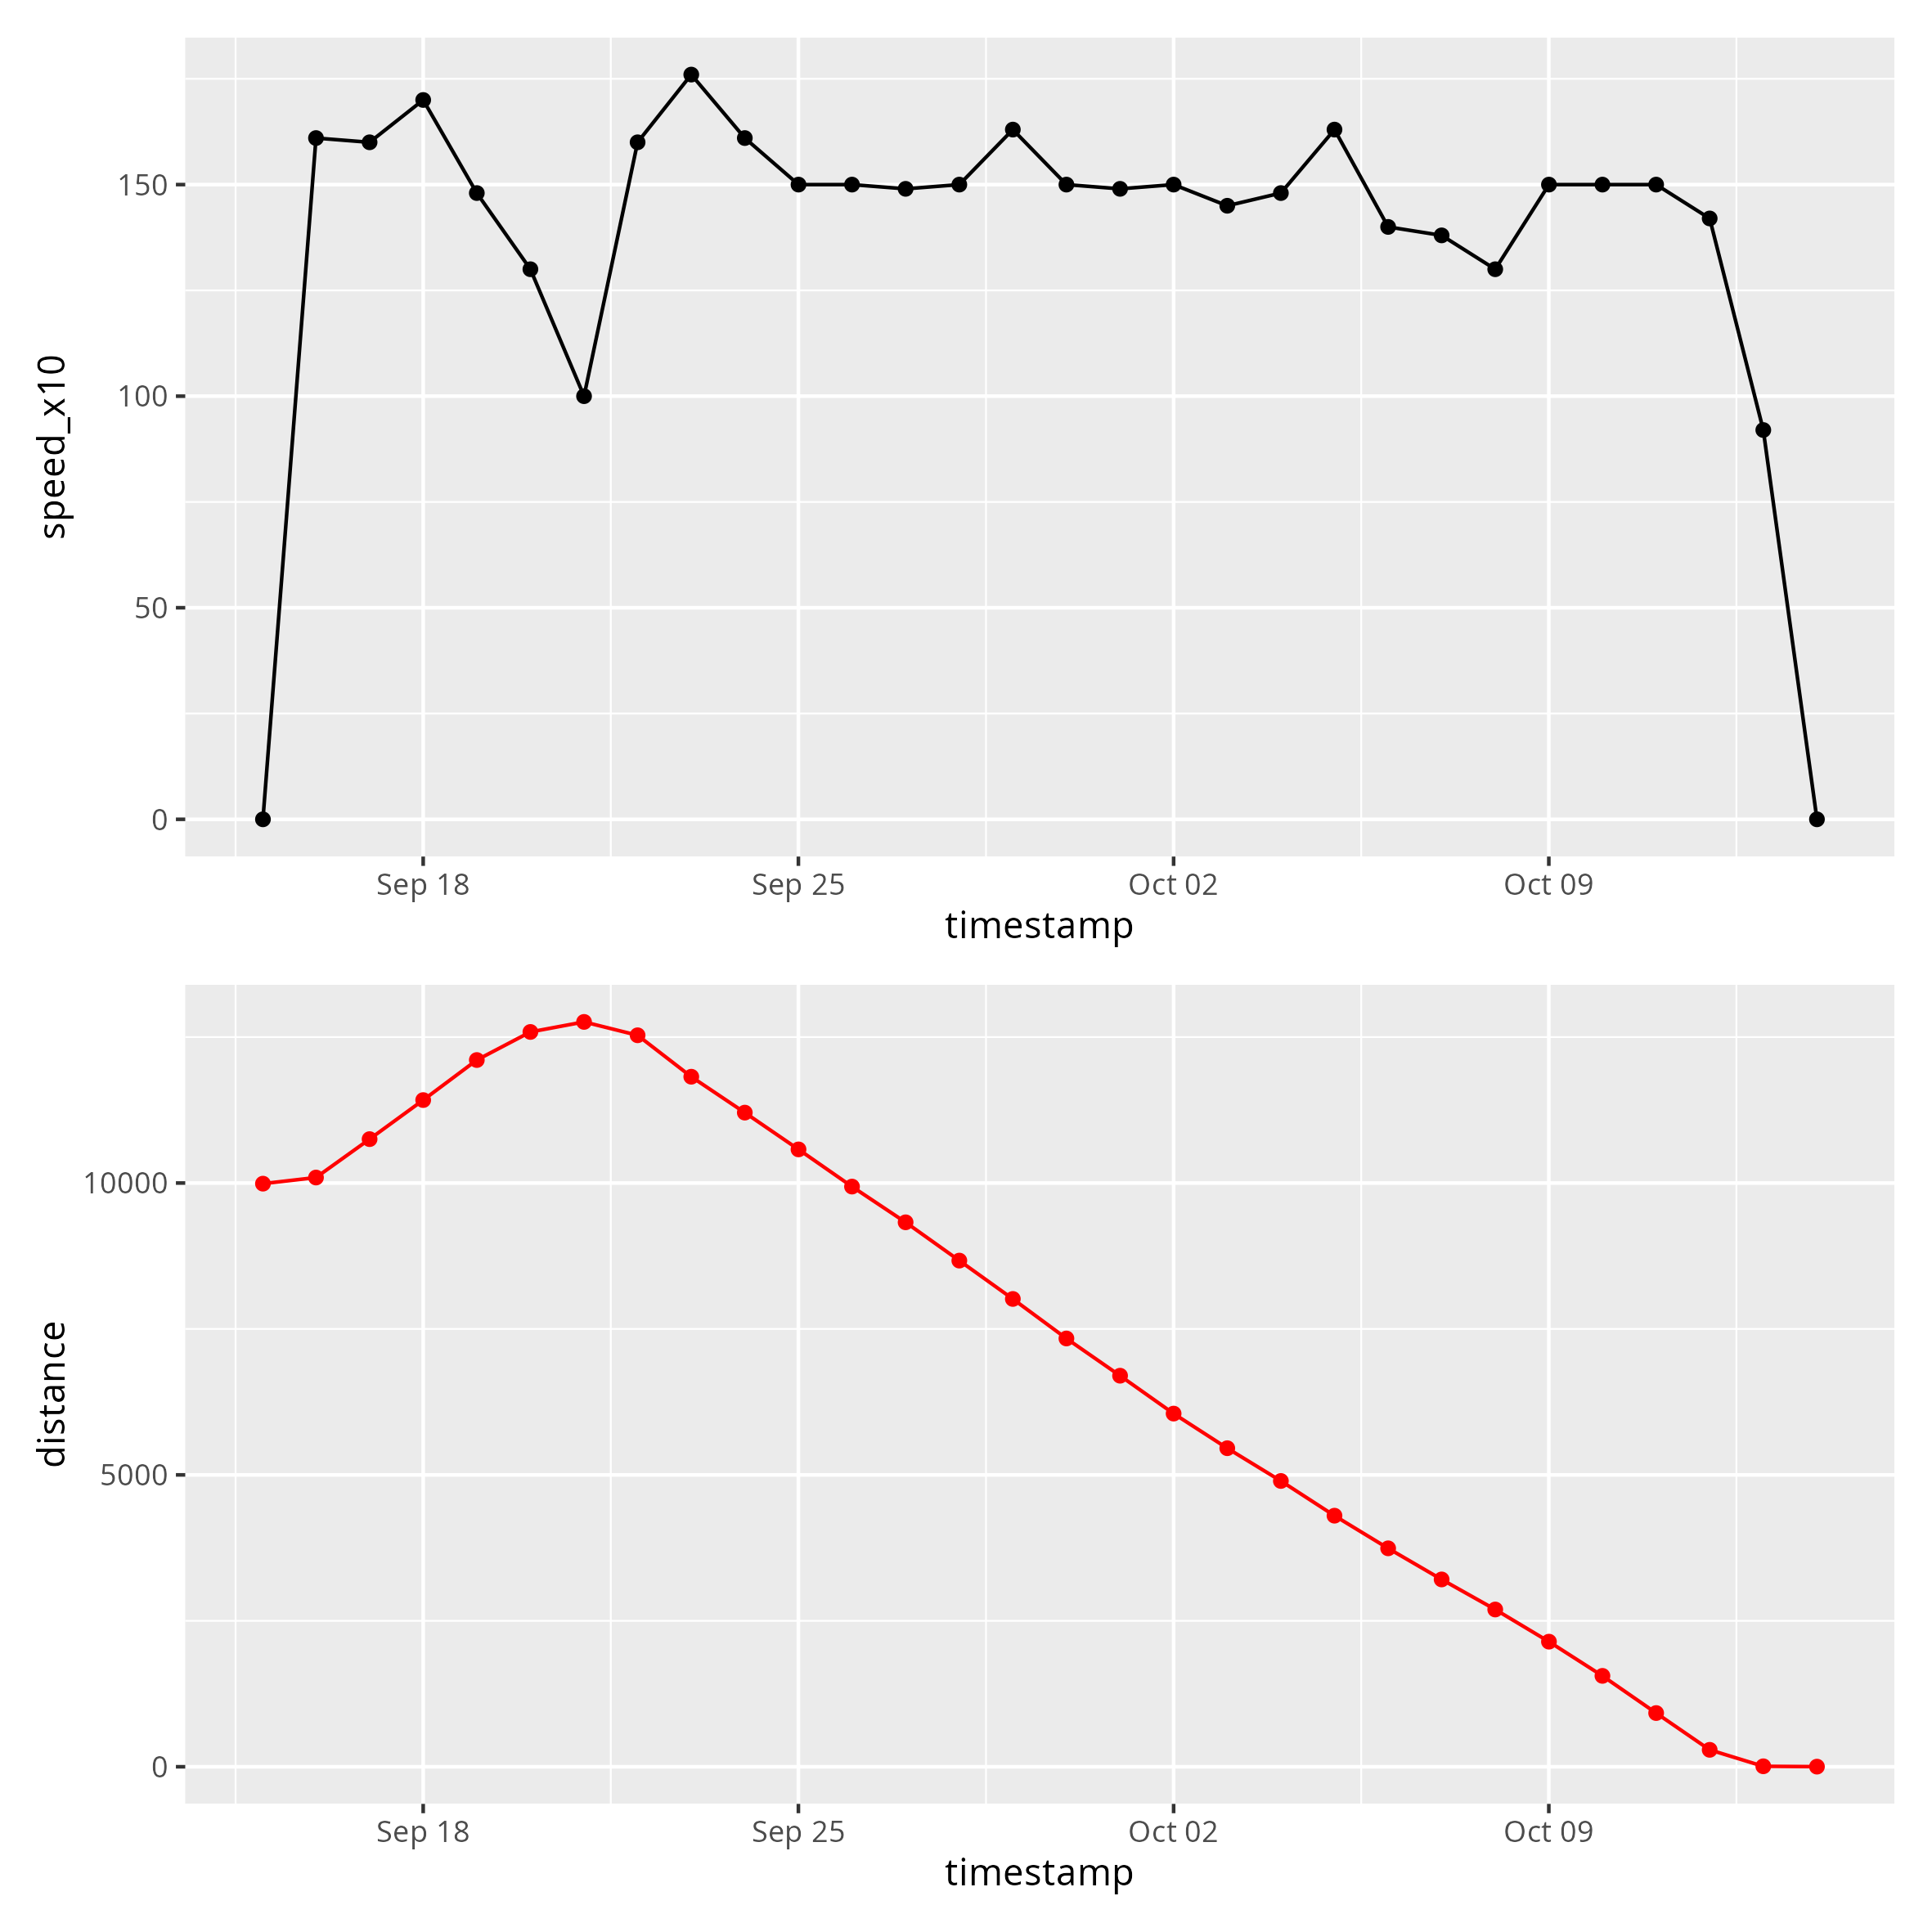 speed_x10
150
100
50
0
Sep 18 Sep 25 Oct 02 Oct 09
timestamp
distance
10000
5000
0
Sep 18 Sep 25 Oct 02 Oct 09
timestamp